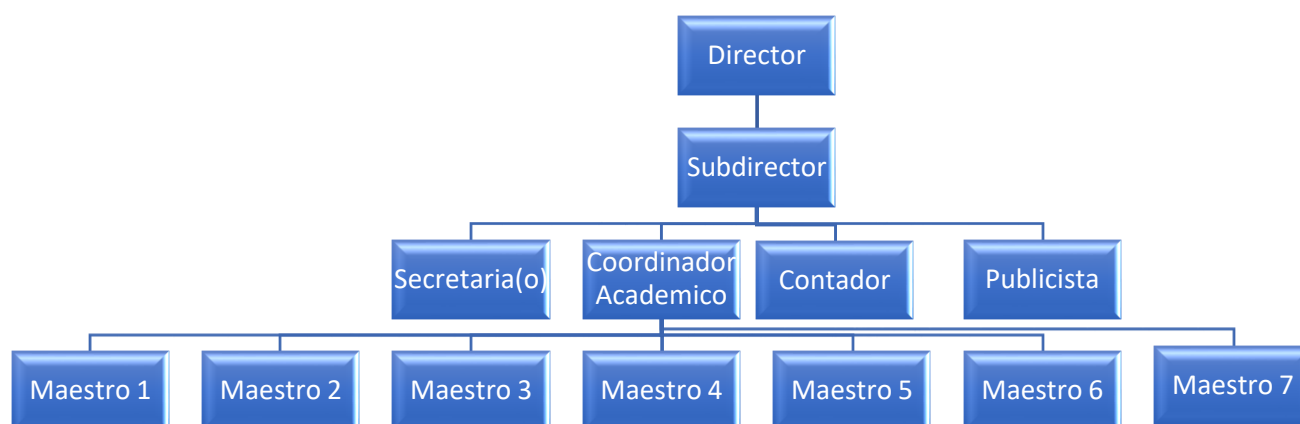 Director
Subdirector
Secretaria(o)
Coordinador
Academico
Contador
Publicista
Maestro 1
Maestro 2
Maestro 3
Maestro 4
Maestro 5
Maestro 6
Maestro 7